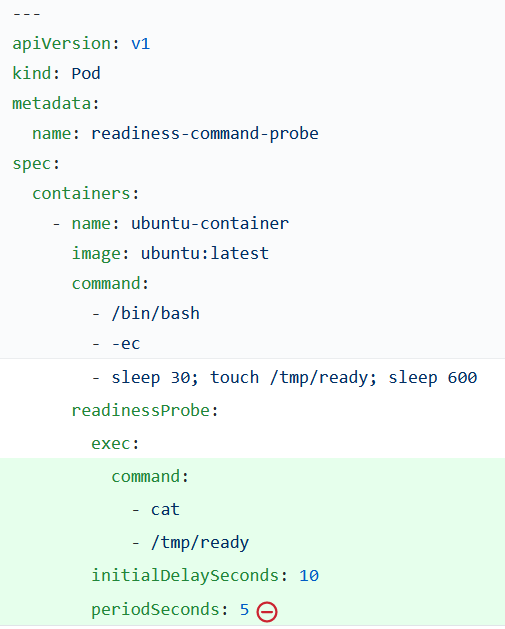 ---
apiVersion: v1
kind: Pod
metadata:
  name: readiness-command-probe
spec:
  containers:
    - name: ubuntu-container
      image: ubuntu:latest
      command:
        - /bin/bash
        - -ec
        - sleep 30; touch /tmp/ready; sleep 600
      readinessProbe:
        exec:
          command:
            - cat
            - /tmp/ready
        initialDelaySeconds: 10
        periodSeconds: 5